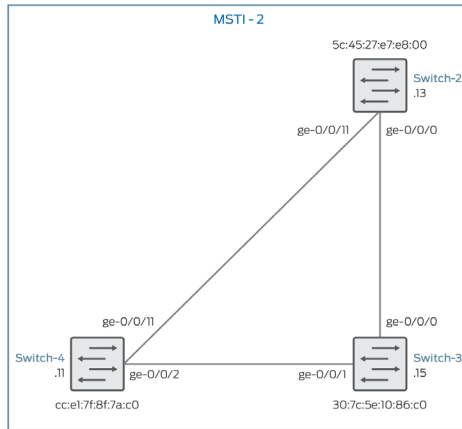 MSTI - 2
5c:45:27:e7:e8:00
Switch-2
.13
ge-0/0/11
ge-0/0/0
ge-0/0/11
ge-0/0/0
Switch-4
.11
ge-0/0/2
ge-0/0/1
Switch-3
.15
cc:e1:7f:8f:7a:c0
30:7c:5e:10:86:c0